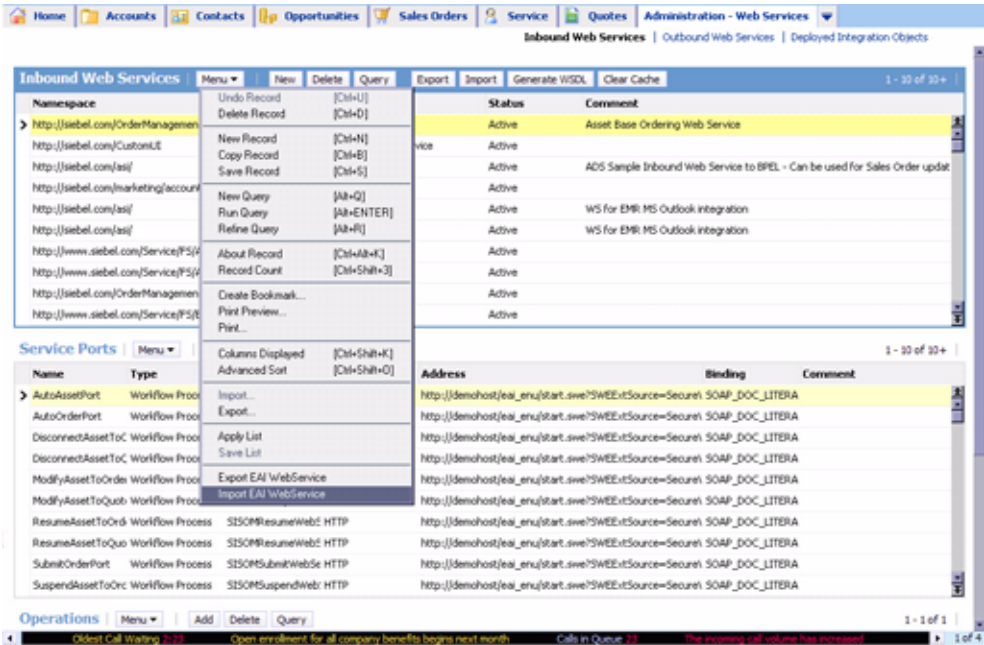 Home Accounts Contacts Opportunities Sales Orders Service Quotes Administration - Web Services
Inbound Web Services | Outbound Web Services | Deployed Integration Objects
Inbound Web Services Menu New Delete Query Export Import Generate WSDL Clear Cache 1 - 10 of 10+
Namespace Status Comment
http://siebel.com/OrderManagemen Active Asset Base Ordering Web Service
http://siebel.com/CustomUI vice Active
http://siebel.com/asi/ Active ADS Sample Inbound Web Service to BPEL - Can be used for Sales Order updat
http://siebel.com/marketing/accoun Active
http://siebel.com/asi/ Active WS for EMR MS Outlook integration
http://siebel.com/asi/ Active WS for EMR MS Outlook integration
http://www.siebel.com/Service/FS/A Active
http://www.siebel.com/Service/FS/A Active
http://siebel.com/OrderManagemen Active
http://www.siebel.com/Service/FS/E Active
Undo Record [Ctrl+U]
Delete Record [Ctrl+D]
New Record [Ctrl+N]
Copy Record [Ctrl+B]
Save Record [Ctrl+S]
New Query [Alt+Q]
Run Query [Alt+ENTER]
Refine Query [Alt+R]
About Record [Ctrl+Alt+K]
Record Count [Ctrl+Shift+3]
Create Bookmark...
Print Preview...
Print...
Columns Displayed [Ctrl+Shift+K]
Advanced Sort [Ctrl+Shift+O]
Import...
Export...
Apply List
Save List
Export EAI WebService
Import EAI WebService
Service Ports Menu 1 - 10 of 10+
Name Type Address Binding Comment
AutoAssetPort Workflow Proc http://demohost/eai_enu/start.swe?SWEExtSource=Secure\ SOAP_DOC_LITERA
AutoOrderPort Workflow Proc http://demohost/eai_enu/start.swe?SWEExtSource=Secure\ SOAP_DOC_LITERA
DisconnectAssetToC Workflow Proc http://demohost/eai_enu/start.swe?SWEExtSource=Secure\ SOAP_DOC_LITERA
DisconnectAssetToC Workflow Proc http://demohost/eai_enu/start.swe?SWEExtSource=Secure\ SOAP_DOC_LITERA
ModifyAssetToOrder Workflow Proc http://demohost/eai_enu/start.swe?SWEExtSource=Secure\ SOAP_DOC_LITERA
ModifyAssetToQuot Workflow Proc http://demohost/eai_enu/start.swe?SWEExtSource=Secure\ SOAP_DOC_LITERA
ResumeAssetToOrd Workflow Process SISOMResumeWebS HTTP http://demohost/eai_enu/start.swe?SWEExtSource=Secure\ SOAP_DOC_LITERA
ResumeAssetToQuo Workflow Process SISOMResumeWebS HTTP http://demohost/eai_enu/start.swe?SWEExtSource=Secure\ SOAP_DOC_LITERA
SubmitOrderPort Workflow Process SISOMSubmitWebSe HTTP http://demohost/eai_enu/start.swe?SWEExtSource=Secure\ SOAP_DOC_LITERA
SuspendAssetToOrc Workflow Process SISOMSuspendWeb HTTP http://demohost/eai_enu/start.swe?SWEExtSource=Secure\ SOAP_DOC_LITERA
Operations Menu Add Delete Query 1 - 1 of 1
Oldest Call Waiting 2:23 Open enrollment for all company benefits begins next month Calls in Queue 23 The incoming call volume has increased 1 of 4